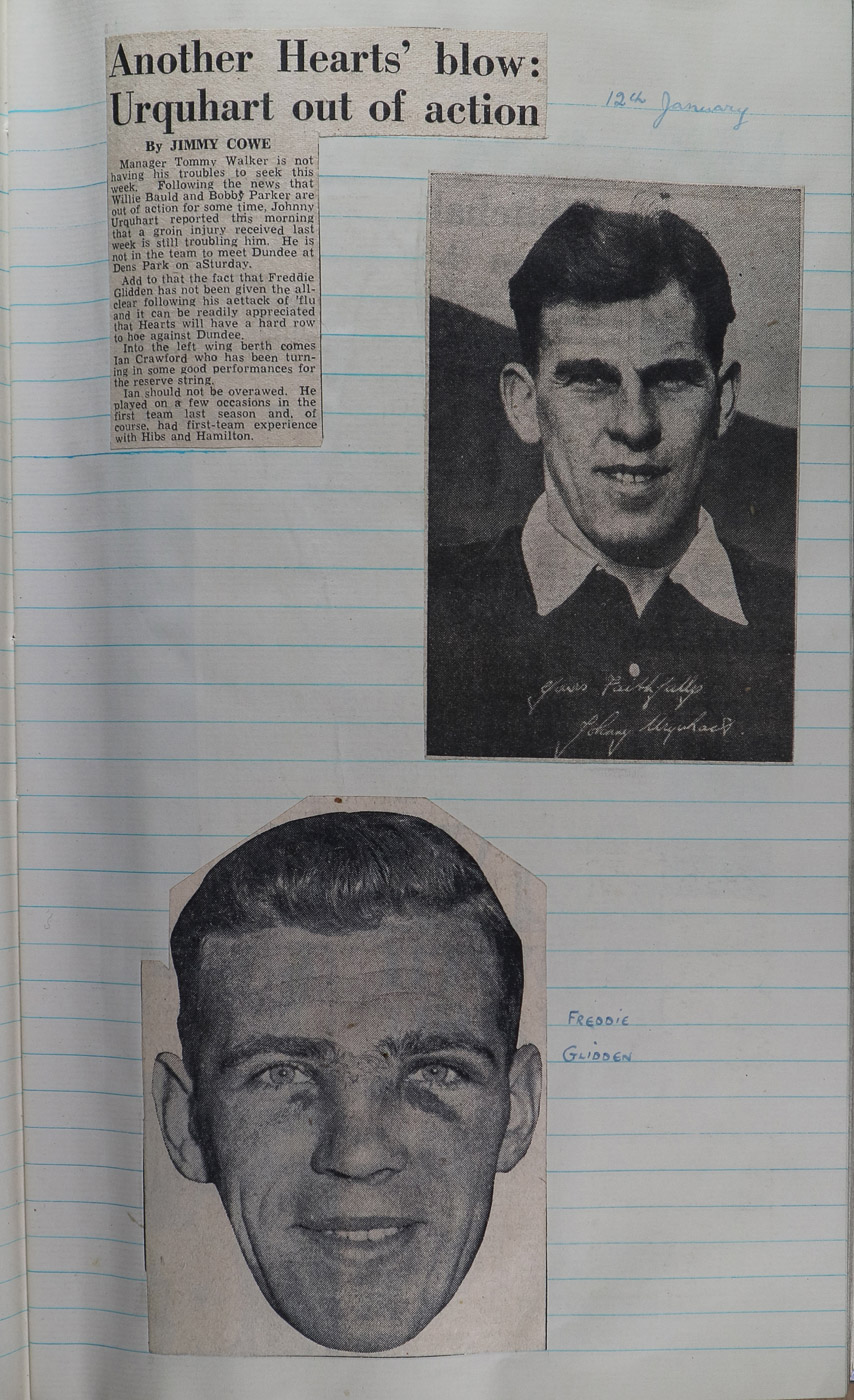 Another Hearts' blow:
Urquhart out of action
12th January
By JIMMY COWE
Manager Tommy Walker is not
having his troubles to seek this
week. Following the news that
Willie Bauld and Bobby Parker are
out of action for some time, Johnny
Urquhart reported this morning
that a groin injury received last
week is still troubling him. He is
not in the team to meet Dundee at
Dens Park on aSturday.
Add to that the fact that Freddie
Glidden has not been given the all-
clear following his aettack of 'flu
and it can be readily appreciated
that Hearts will have a hard row
to hoe against Dundee.
Into the left wing berth comes
Ian Crawford who has been turn-
ing in some good performances for
the reserve string.
Ian should not be overawed. He
played on a few occasions in the
first team last season and, of
course, had first-team experience
with Hibs and Hamilton.
Yours Faithfully
Johnny Urquhart.
FREDDIE
GLIDDEN